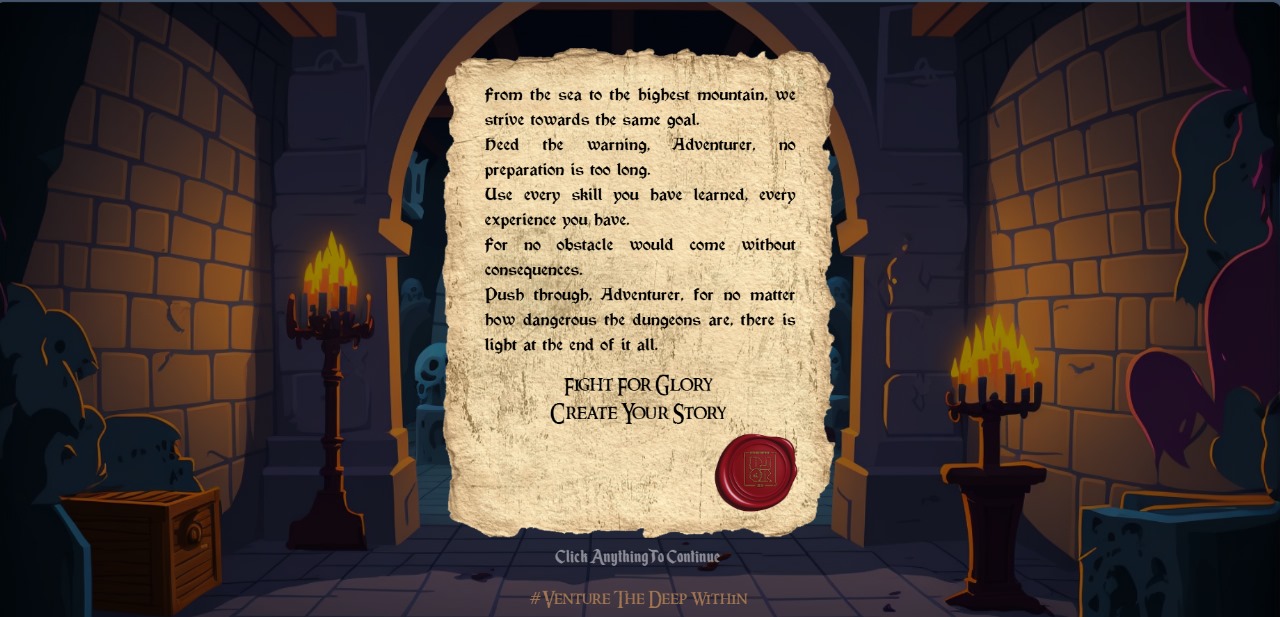 From the sea to the highest mountain, we
strive towards the same goal.
Heed the warning, Adventurer, no
preparation is too long.
Use every skill you have learned, every
experience you have.
For no obstacle would come without
consequences.
Push through, Adventurer, for no matter
how dangerous the dungeons are, there is
light at the end of it all.
Fight For Glory
Create Your Story
Click Anything To Continue
#Venture The Deep Within